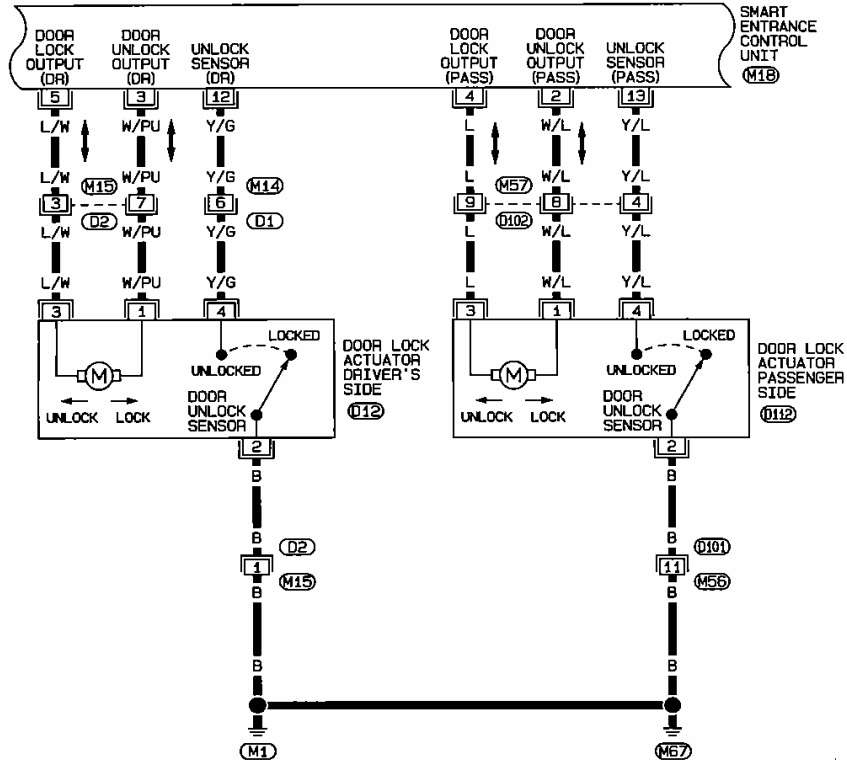 SMART
ENTRANCE
CONTROL
UNIT
M18
DOOR
LOCK
OUTPUT
(DR)
DOOR
UNLOCK
OUTPUT
(DR)
UNLOCK
SENSOR
(DR)
DOOR
LOCK
OUTPUT
(PASS)
DOOR
UNLOCK
OUTPUT
(PASS)
UNLOCK
SENSOR
(PASS)
5 3 12 4 2 13
L/W W/PU Y/G L W/L Y/L
L/W M15 W/PU Y/G M14 L M57 W/L Y/L
3 7 6 9 8 4
L/W D2 W/PU Y/G D1 L D102 W/L Y/L
L/W W/PU Y/G L W/L Y/L
3 1 4 3 1 4
LOCKED
UNLOCKED
M
UNLOCK LOCK
DOOR
UNLOCK
SENSOR
DOOR LOCK
ACTUATOR
DRIVER'S
SIDE
D12
LOCKED
UNLOCKED
M
UNLOCK LOCK
DOOR
UNLOCK
SENSOR
DOOR LOCK
ACTUATOR
PASSENGER
SIDE
D112
2 2
B B
B D2 B D101
1 11
B M15 B M56
B B
M1 M67